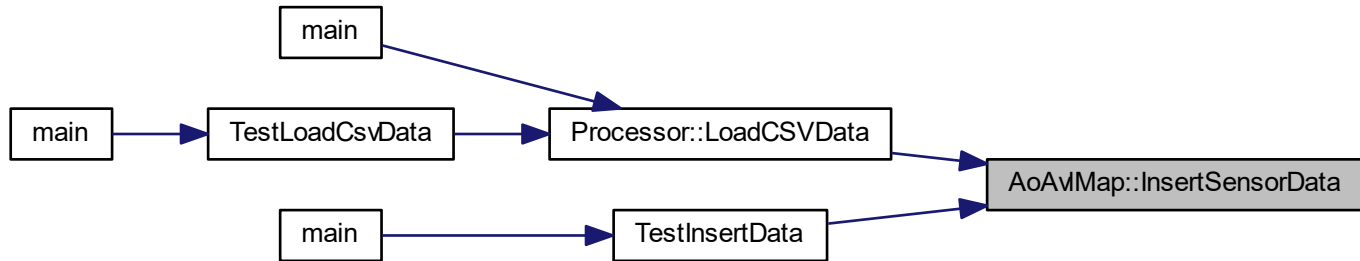 main
main
TestLoadCsvData
Processor::LoadCSVData
AoAvlMap::InsertSensorData
main
TestInsertData